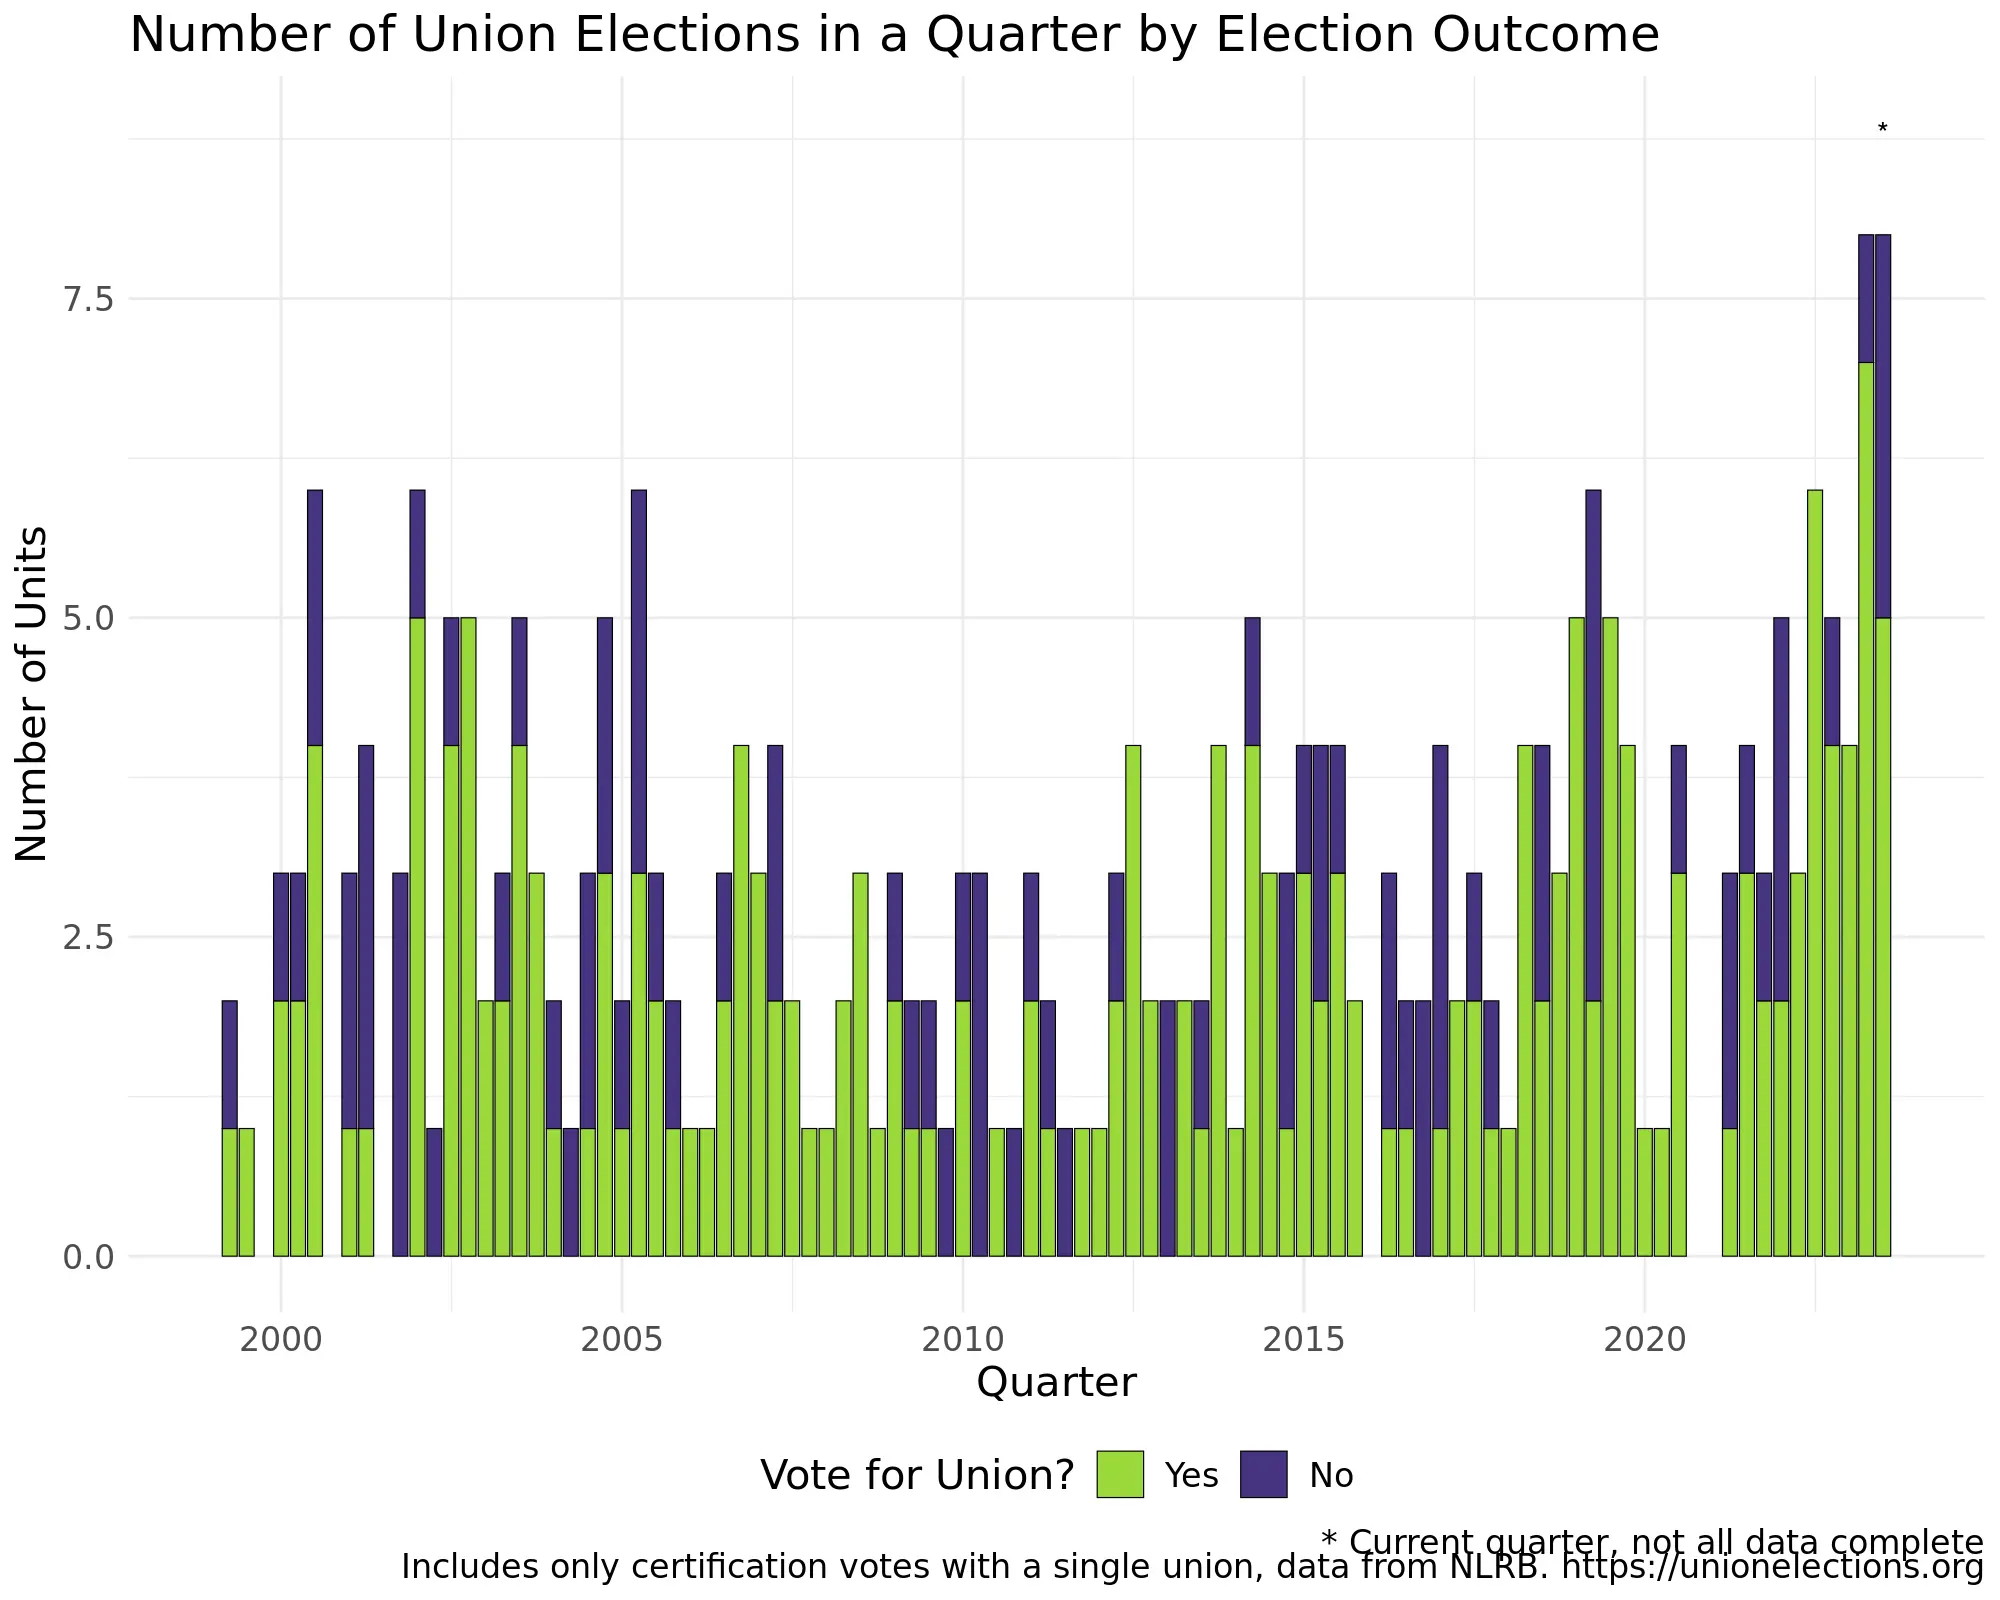 Number of Union Elections in a Quarter by Election Outcome
*
7.5
5.0
2.5
0.0
Number of Units
2000 2005 2010 2015 2020
Quarter
Vote for Union? Yes No
* Current quarter, not all data complete
Includes only certification votes with a single union, data from NLRB. https://unionelections.org